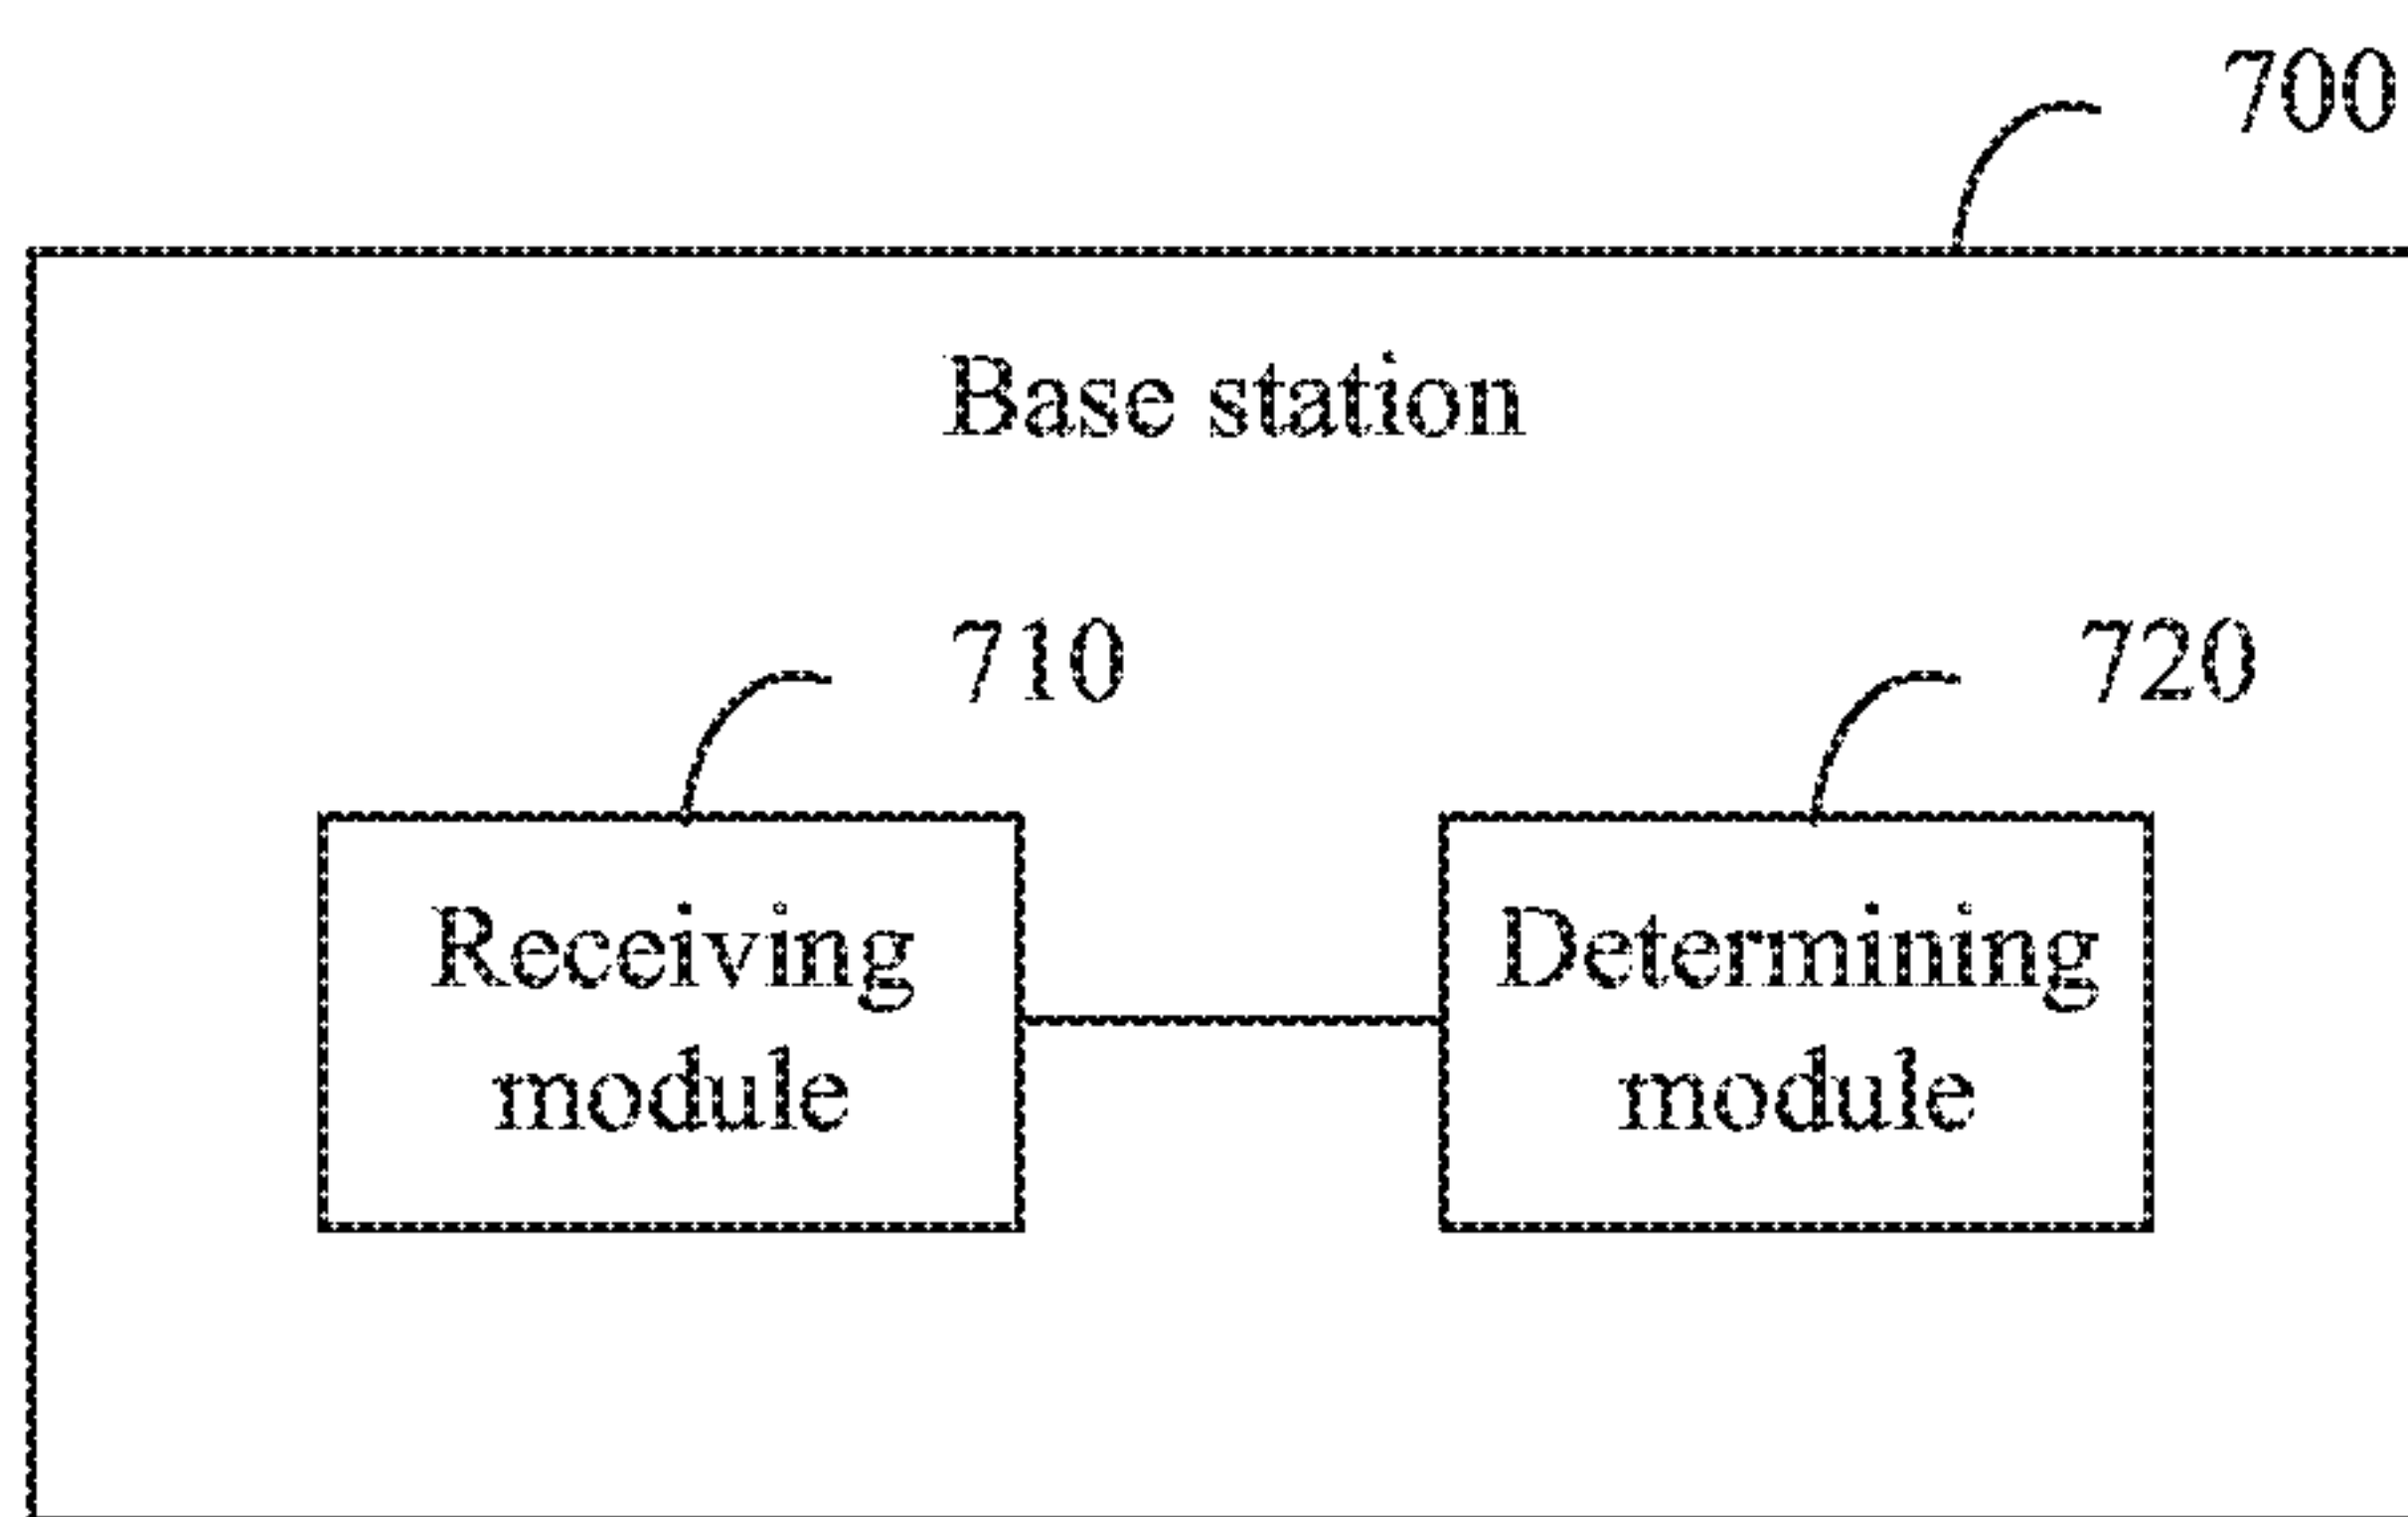 700
Base station
710
720
Receiving
module
Determining
module